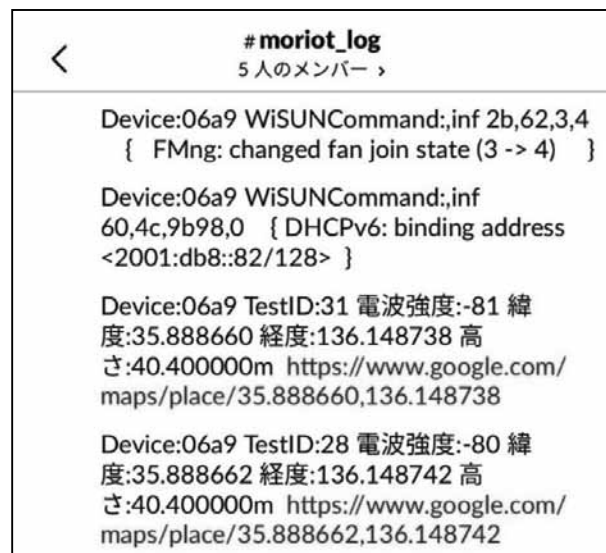 #moriot_log
5人のメンバー ›
Device:06a9 WiSUNCommand:,inf 2b,62,3,4
{ FMng: changed fan join state (3 -> 4) }
Device:06a9 WiSUNCommand:,inf
60,4c,9b98,0 { DHCPv6: binding address
<2001:db8::82/128> }
Device:06a9 TestID:31 電波強度:-81 緯
度:35.888660 経度:136.148738 高
さ:40.400000m https://www.google.com/
maps/place/35.888660,136.148738
Device:06a9 TestID:28 電波強度:-80 緯
度:35.888662 経度:136.148742 高
さ:40.400000m https://www.google.com/
maps/place/35.888662,136.148742